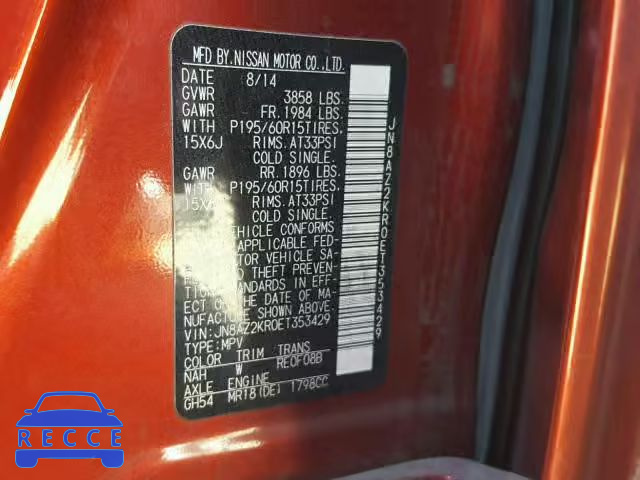 MFD BY.NISSAN MOTOR CO.,LTD.
DATE 8/14
GVWR 3858 LBS.
GAWR FR. 1984 LBS.
WITH P195/60R15TIRES.
15X6J RIMS.AT33PSI
COLD SINGLE.
GAWR RR. 1896 LBS.
WITH P195/60R15TIRES.
15X6 RIMS.AT33PSI
COLD SINGLE.
VEHICLE CONFORMS
APPLICABLE FED-
TOR VEHICLE SA-
THEFT PREVEN-
TION STANDARDS IN EFF-
ECT ON THE DATE OF MA-
NUFACTURE SHOWN ABOVE.
VIN:JN8AZ2KR0ET353429
TYPE:MPV
COLOR TRIM TRANS
NAH W RE0F08B
AXLE ENGINE
GH54 MR18(DE) 1798CC
JN8AZ2KR0ET353429